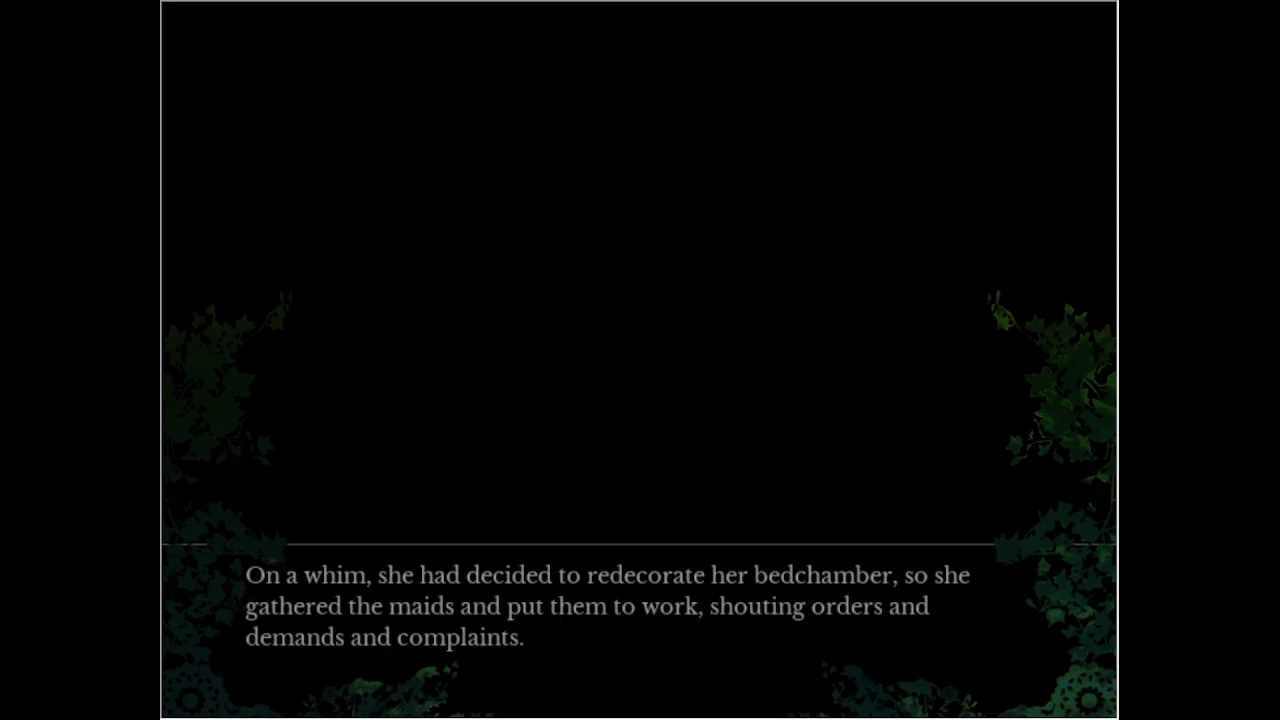 On a whim, she had decided to redecorate her bedchamber, so she
gathered the maids and put them to work, shouting orders and
demands and complaints.